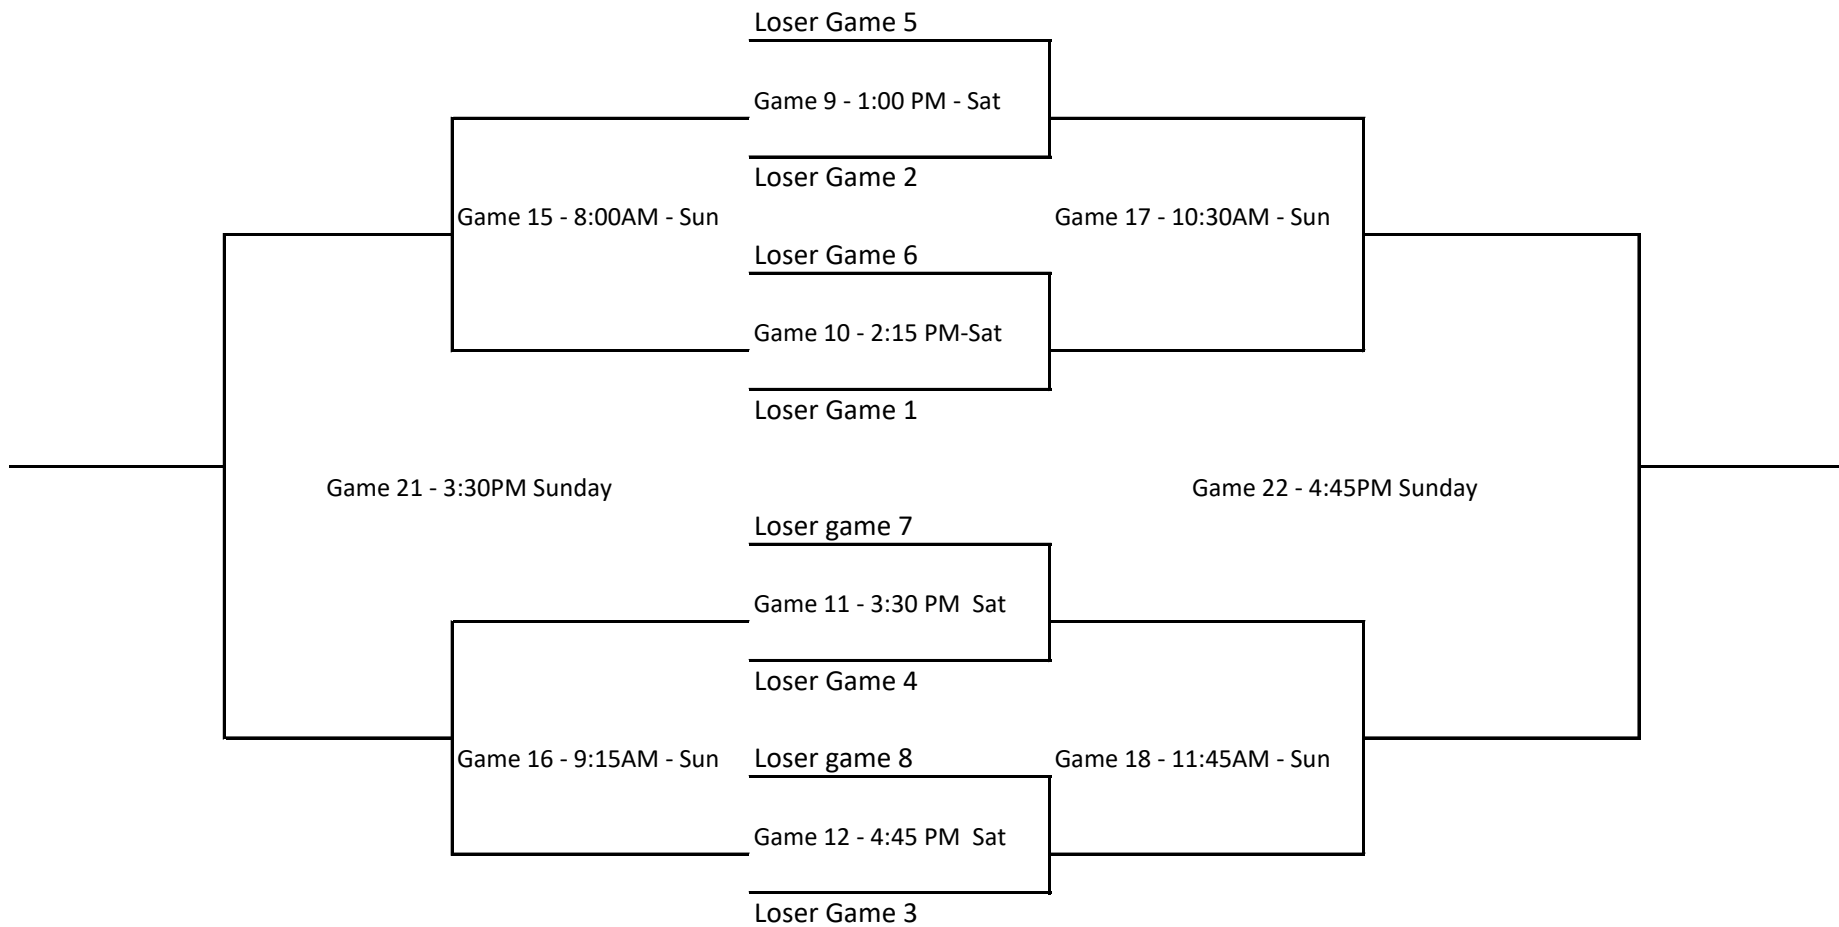 Loser Game 5
Game 9 - 1:00 PM - Sat
Loser Game 2
Game 15 - 8:00AM - Sun
Game 17 - 10:30AM - Sun
Loser Game 6
Game 10 - 2:15 PM-Sat
Loser Game 1
Game 21 - 3:30PM Sunday
Game 22 - 4:45PM Sunday
Loser game 7
Game 11 - 3:30 PM  Sat
Loser Game 4
Game 16 - 9:15AM - Sun
Loser game 8
Game 18 - 11:45AM - Sun
Game 12 - 4:45 PM  Sat
Loser Game 3